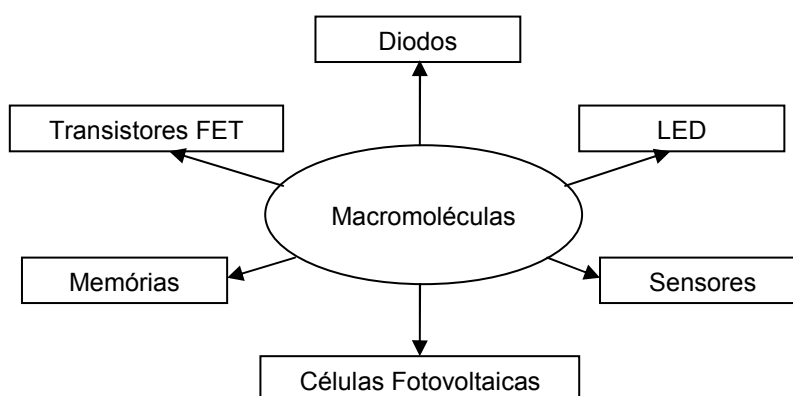 Diodos
Transistores FET
LED
Macromoléculas
Memórias
Sensores
Células Fotovoltaicas